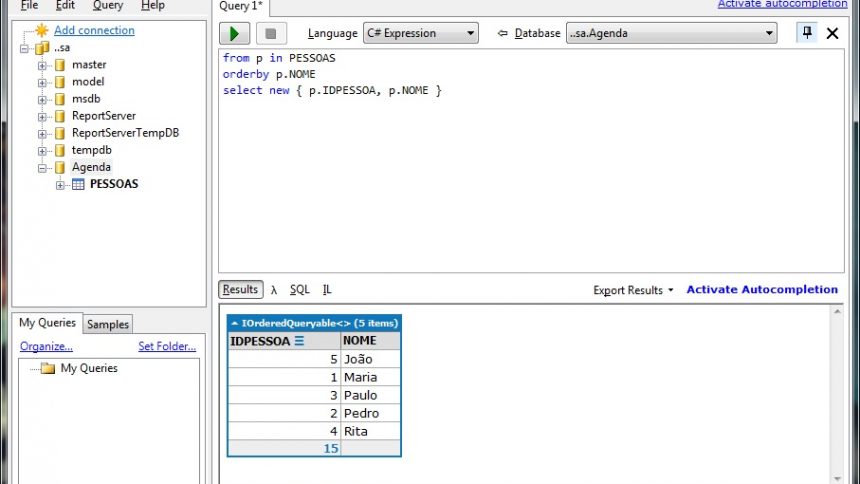 File Edit Query Help
Add connection
..sa
master
model
msdb
ReportServer
ReportServerTempDB
tempdb
Agenda
PESSOAS
My Queries Samples
Organize... Set Folder...
My Queries
Query 1*
Activate autocompletion
Language C# Expression Database ..sa.Agenda
from p in PESSOAS
orderby p.NOME
select new { p.IDPESSOA, p.NOME }
Results λ SQL IL Export Results Activate Autocompletion
IOrderedQueryable<> (5 items)
IDPESSOA NOME
5 João
1 Maria
3 Paulo
2 Pedro
4 Rita
15